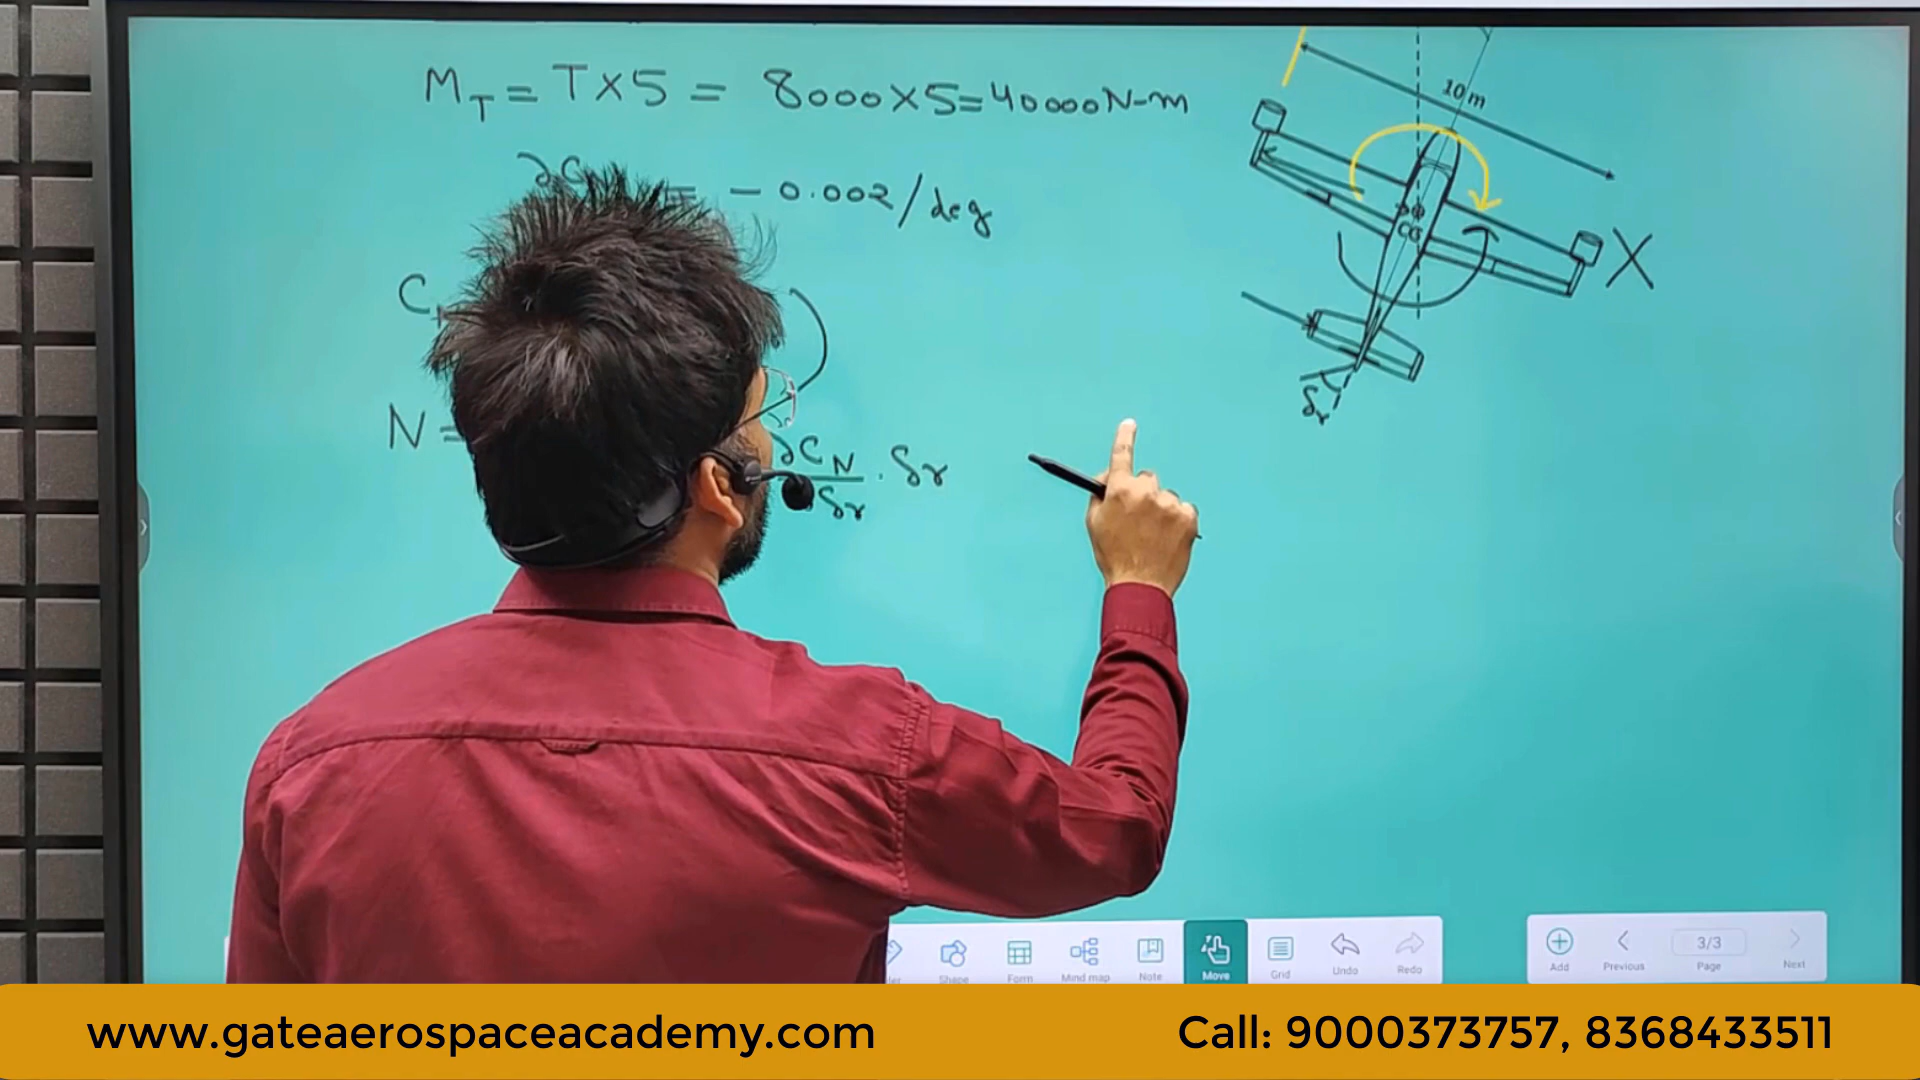 M_T = T×5 = 8000×5=40000N-m
10 m
∂C = - 0.002/deg
CG
X
C
N =
∂C_N/δr . δr
δr
Shape Form Mind map Note Move Grid Undo Redo
Add Previous 3/3 Page Next
www.gateaerospaceacademy.com
Call: 9000373757, 8368433511